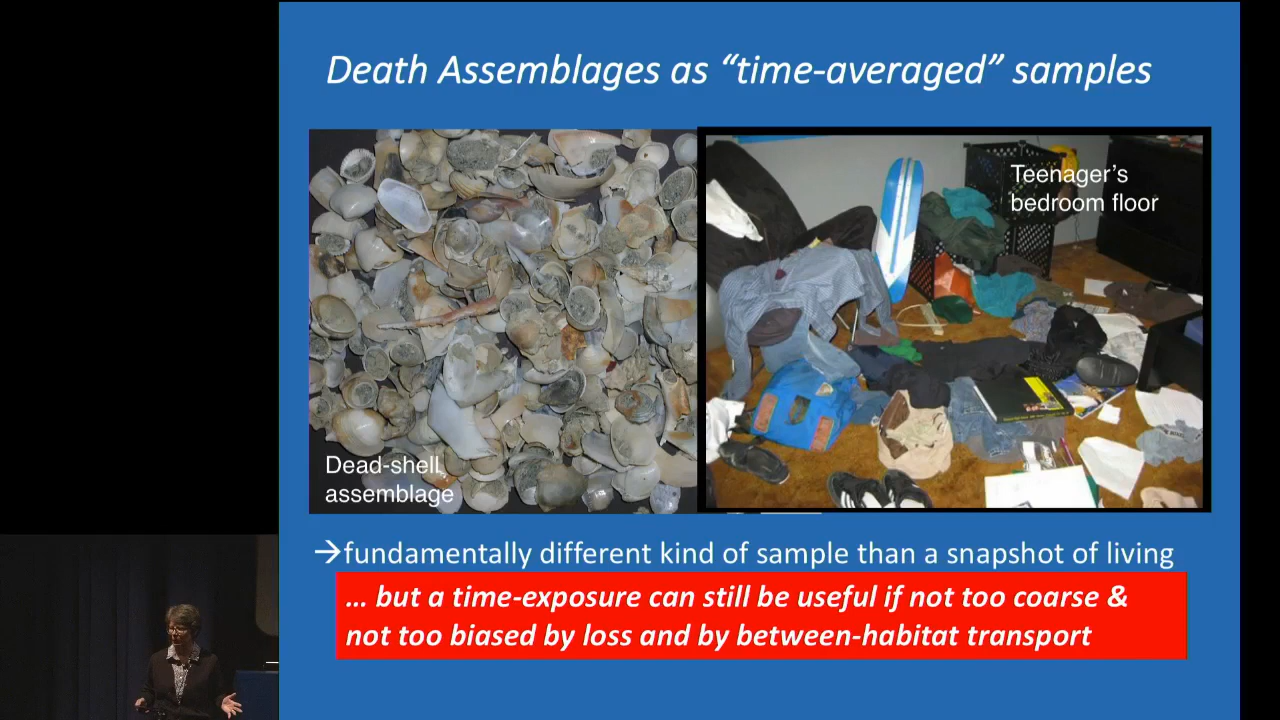 Death Assemblages as “time-averaged” samples
Teenager’s
bedroom floor
Dead-shell
assemblage
→fundamentally different kind of sample than a snapshot of living
… but a time-exposure can still be useful if not too coarse &
not too biased by loss and by between-habitat transport